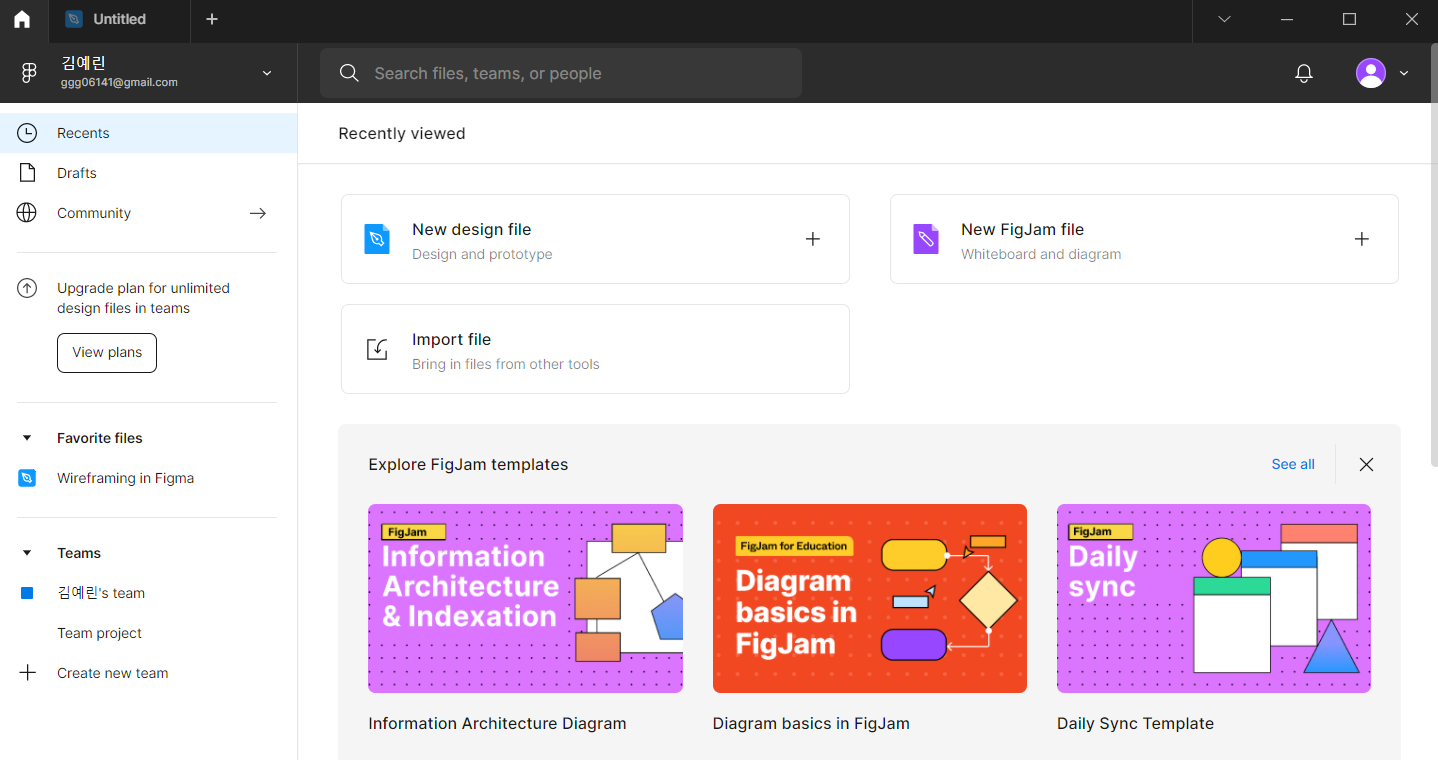 Untitled
김예린
ggg06141@gmail.com
Search files, teams, or people
Recents
Drafts
Community
Upgrade plan for unlimited
design files in teams
View plans
Favorite files
Wireframing in Figma
Teams
김예린's team
Team project
Create new team
Recently viewed
New design file
Design and prototype
New FigJam file
Whiteboard and diagram
Import file
Bring in files from other tools
Explore FigJam templates
See all
FigJam
Information
Architecture
& Indexation
Information Architecture Diagram
FigJam for Education
Diagram
basics in
FigJam
Diagram basics in FigJam
FigJam
Daily
sync
Daily Sync Template